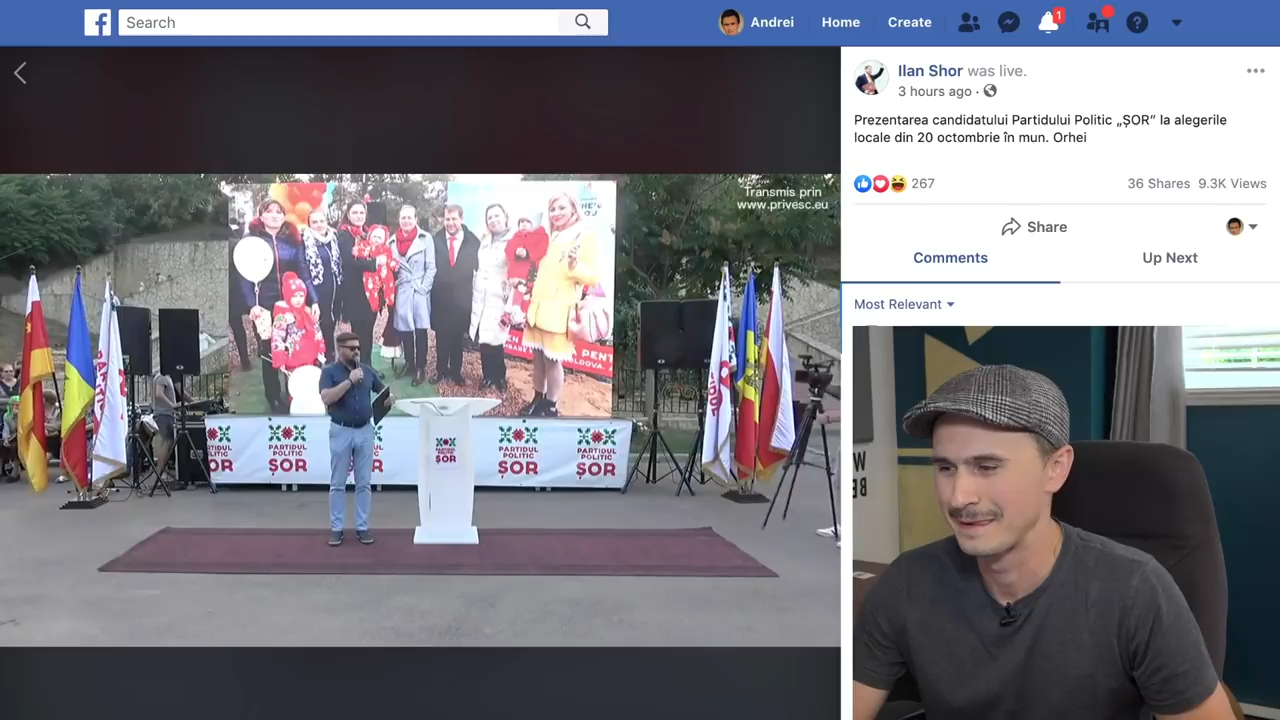 Search
Andrei
Home
Create
1
Ilan Shor was live.
3 hours ago ·
Prezentarea candidatului Partidului Politic „ȘOR” la alegerile
locale din 20 octombrie în mun. Orhei
267
36 Shares 9.3K Views
Share
Comments
Up Next
Most Relevant
Transmis prin
www.privesc.eu
PARTIDUL
POLITIC
ȘOR
PARTIDUL
POLITIC
ȘOR
PARTIDUL
POLITIC
ȘOR
PARTIDUL
POLITIC
ȘOR